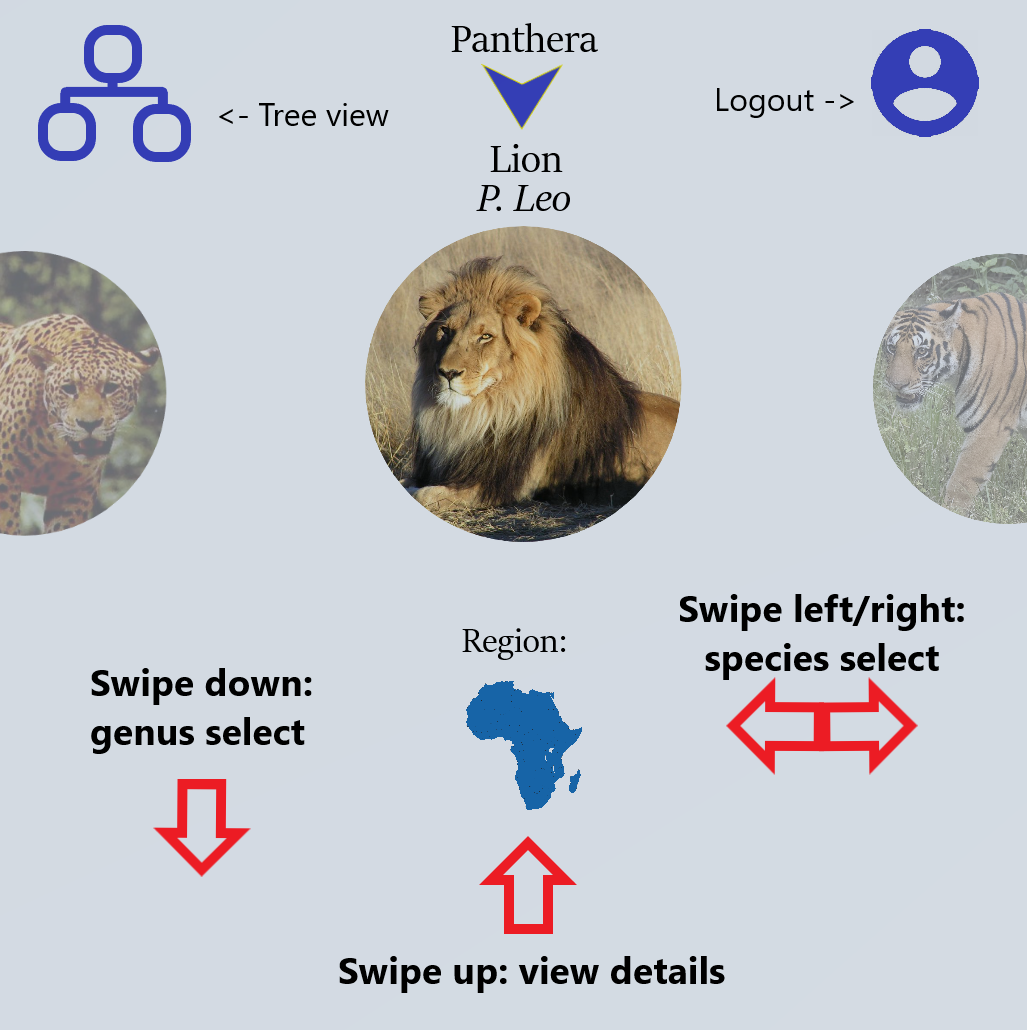 Panthera
<- Tree view
Logout ->
Lion
P. Leo
Swipe left/right:
species select
Region:
Swipe down:
genus select
Swipe up: view details